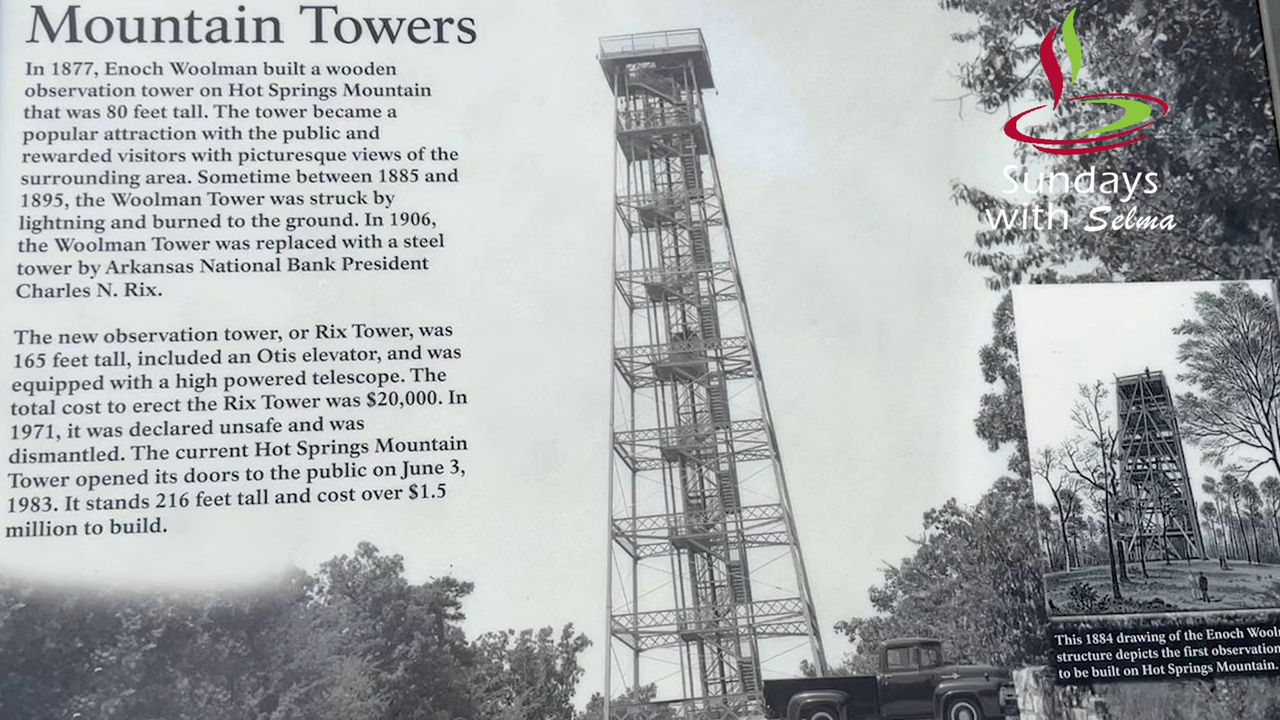 Mountain Towers
In 1877, Enoch Woolman built a wooden
observation tower on Hot Springs Mountain
that was 80 feet tall. The tower became a
popular attraction with the public and
rewarded visitors with picturesque views of the
surrounding area. Sometime between 1885 and
1895, the Woolman Tower was struck by
lightning and burned to the ground. In 1906,
the Woolman Tower was replaced with a steel
tower by Arkansas National Bank President
Charles N. Rix.
The new observation tower, or Rix Tower, was
165 feet tall, included an Otis elevator, and was
equipped with a high powered telescope. The
total cost to erect the Rix Tower was $20,000. In
1971, it was declared unsafe and was
dismantled. The current Hot Springs Mountain
Tower opened its doors to the public on June 3,
1983. It stands 216 feet tall and cost over $1.5
million to build.
Sundays
with Selma
This 1884 drawing of the Enoch Wool
structure depicts the first observation
to be built on Hot Springs Mountain.